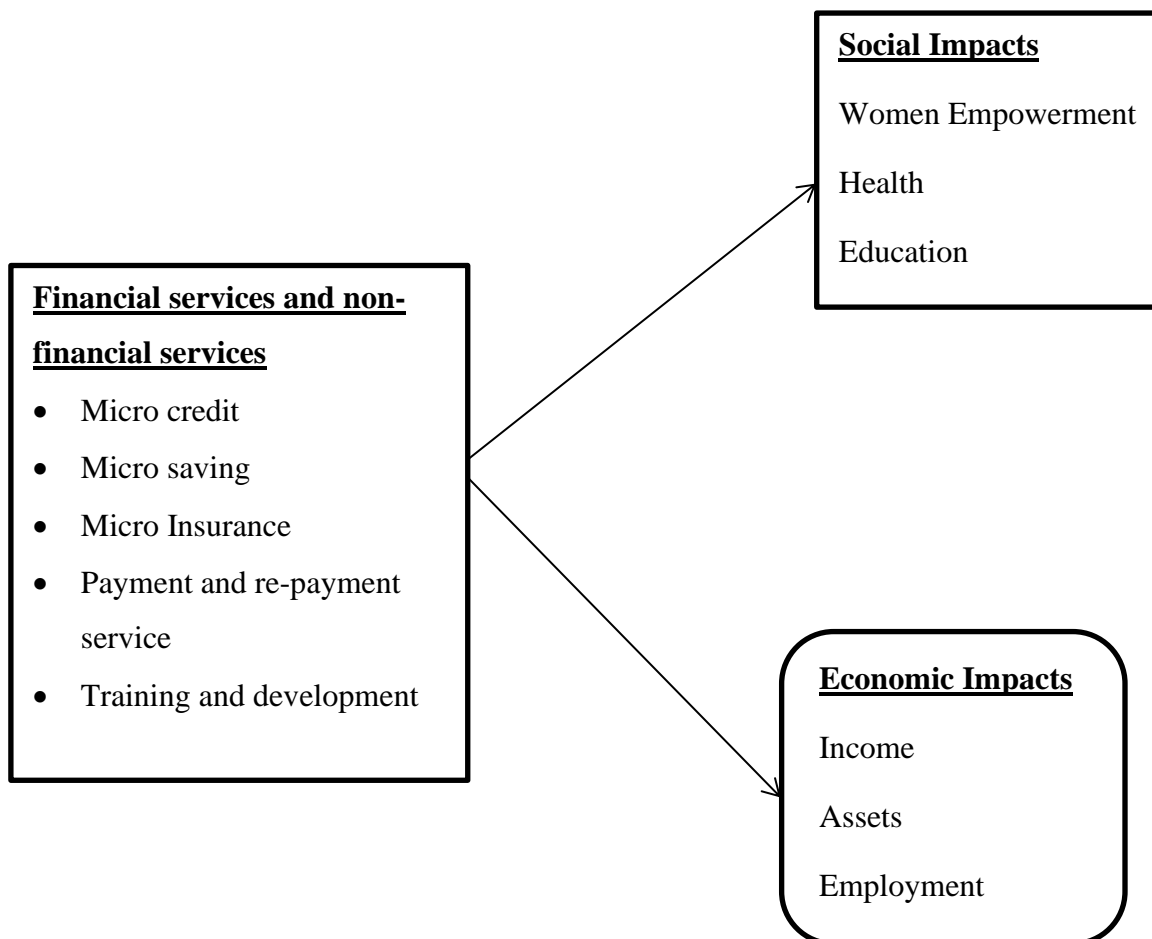 Social Impacts
Women Empowerment
Health
Education
Financial services and non-
financial services
• Micro credit
• Micro saving
• Micro Insurance
• Payment and re-payment
service
• Training and development
Economic Impacts
Income
Assets
Employment